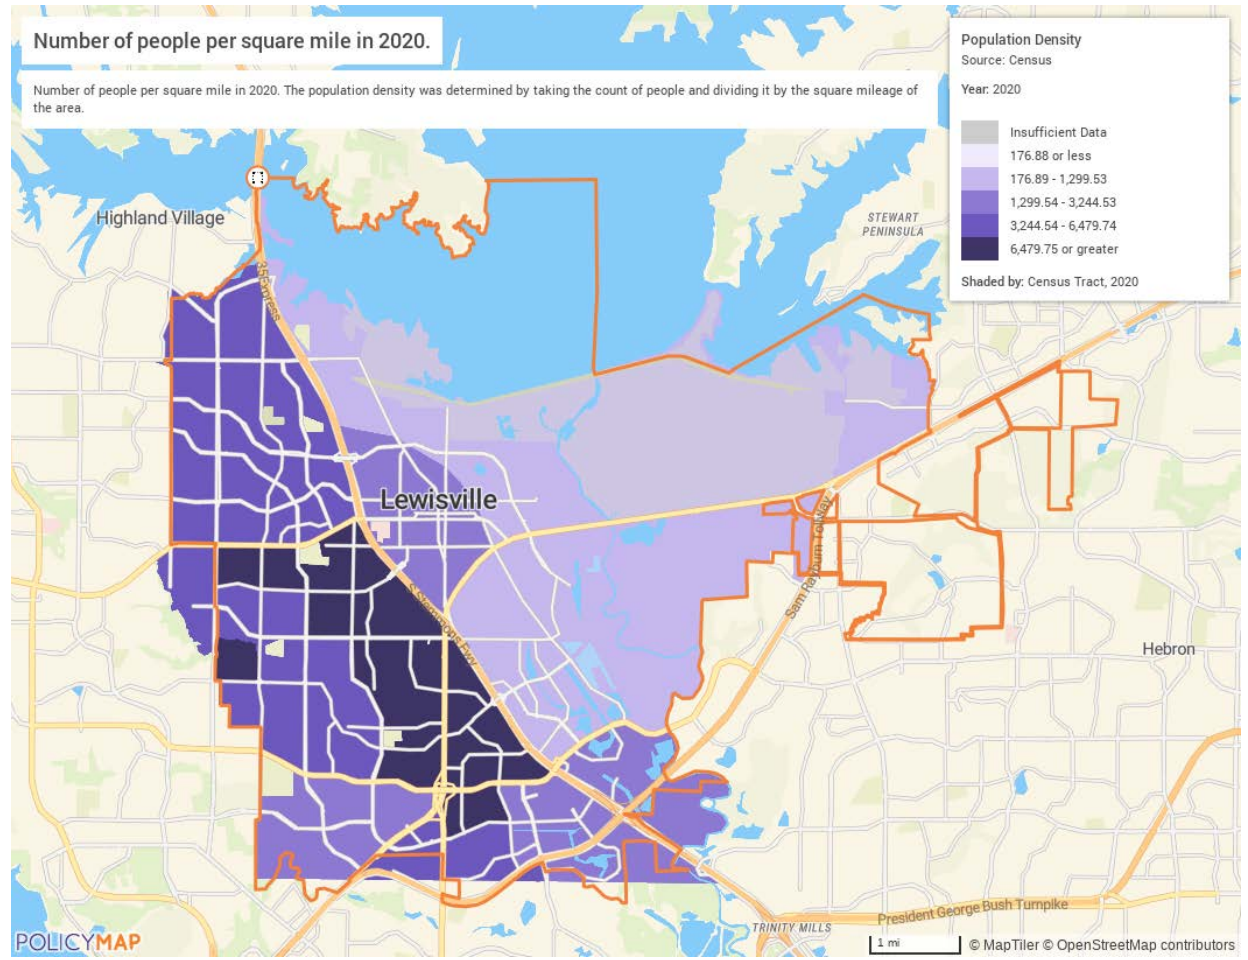 Number of people per square mile in 2020.
Number of people per square mile in 2020. The population density was determined by taking the count of people and dividing it by the square mileage of
the area.
Population Density
Source: Census
Year: 2020
Insufficient Data
176.88 or less
176.89 - 1,299.53
1,299.54 - 3,244.53
3,244.54 - 6,479.74
6,479.75 or greater
Shaded by: Census Tract, 2020
Highland Village
STEWART
PENINSULA
35 Express
Lewisville
Sam Rayburn Tollway
S Stemmons Fwy
Hebron
President George Bush Turnpike
TRINITY MILLS
POLICYMAP
1 mi
© MapTiler © OpenStreetMap contributors